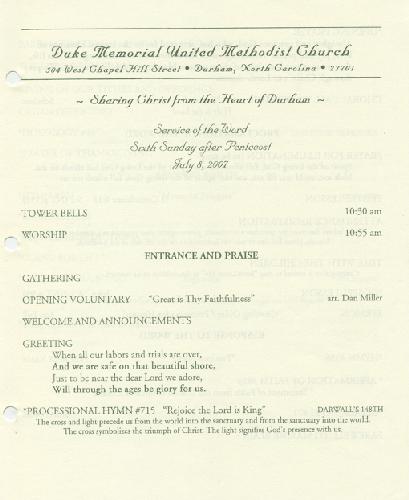 Duke Memorial United Methodist Church
504 West Chapel Hill Street • Durham, North Carolina • 27701
~ Sharing Christ from the Heart of Durham ~
Service of the Word
Sixth Sunday after Pentecost
July 8, 2007
TOWER BELLS 10:50 am
WORSHIP 10:55 am
ENTRANCE AND PRAISE
GATHERING
OPENING VOLUNTARY "Great is Thy Faithfulness" arr. Dan Miller
WELCOME AND ANNOUNCEMENTS
GREETING
When all our labors and trials are over,
And we are safe on that beautiful shore,
Just to be near the dear Lord we adore,
Will through the ages be glory for us.
*PROCESSIONAL HYMN #715 "Rejoice the Lord is King" DARWALL'S 148TH
The cross and light precede us from the world into the sanctuary and from the sanctuary into the world.
The cross symbolizes the triumph of Christ. The light signifies God's presence with us.